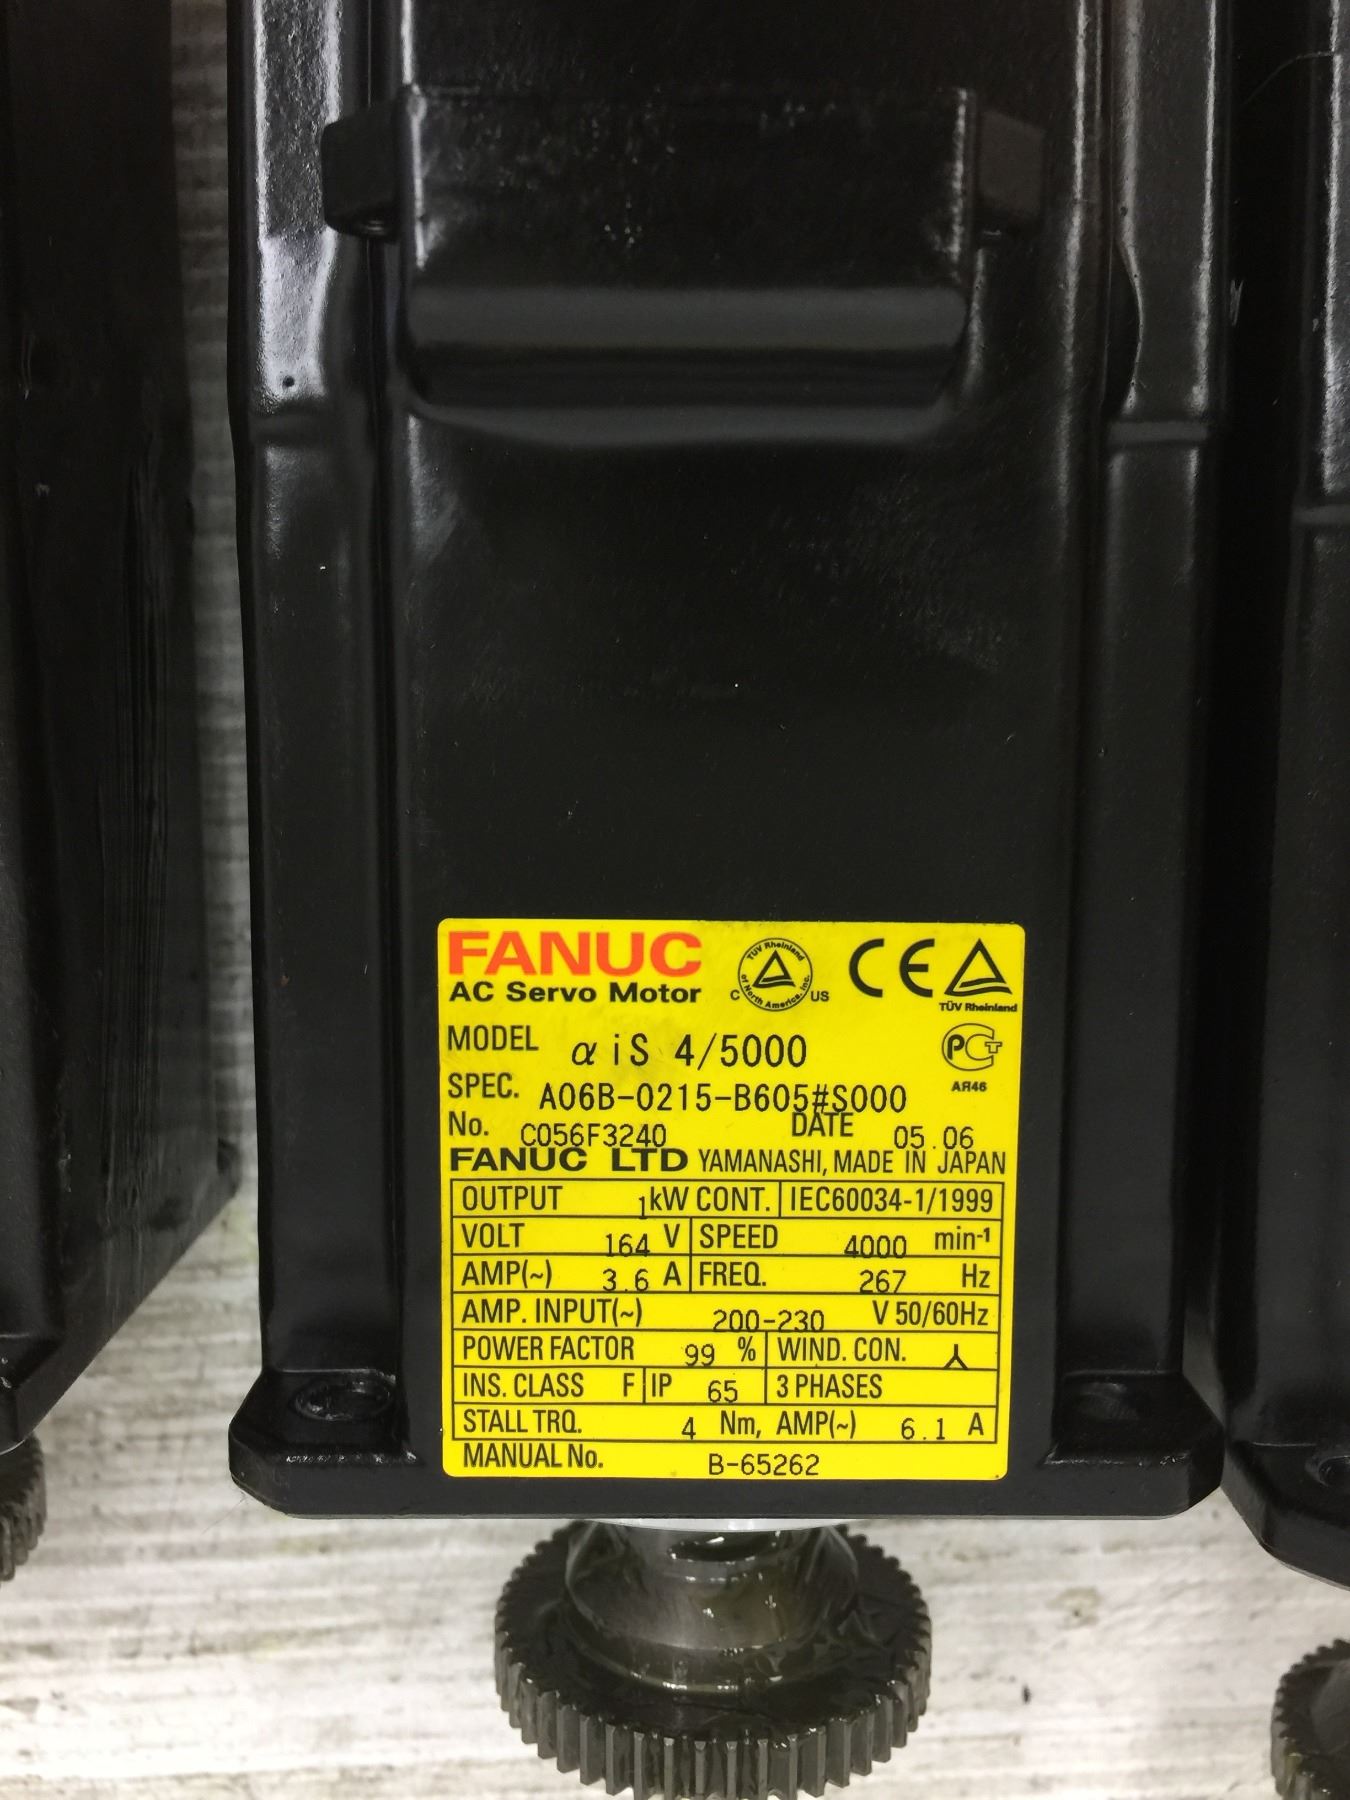 FANUC
AC Servo Motor
TÜV Rheinland of North America, Inc.
C US
CE
TÜV Rheinland
MODEL α iS 4/5000
PCT
АЯ46
SPEC. A06B-0215-B605#S000
No. C056F3240 DATE 05.06
FANUC LTD YAMANASHI, MADE IN JAPAN
OUTPUT 1 kW CONT. IEC60034-1/1999
VOLT 164 V SPEED 4000 min-1
AMP(~) 3.6 A FREQ. 267 Hz
AMP. INPUT(~) 200-230 V 50/60Hz
POWER FACTOR 99 % WIND. CON.
INS. CLASS F IP 65 3 PHASES
STALL TRQ. 4 Nm, AMP(~) 6.1 A
MANUAL No. B-65262